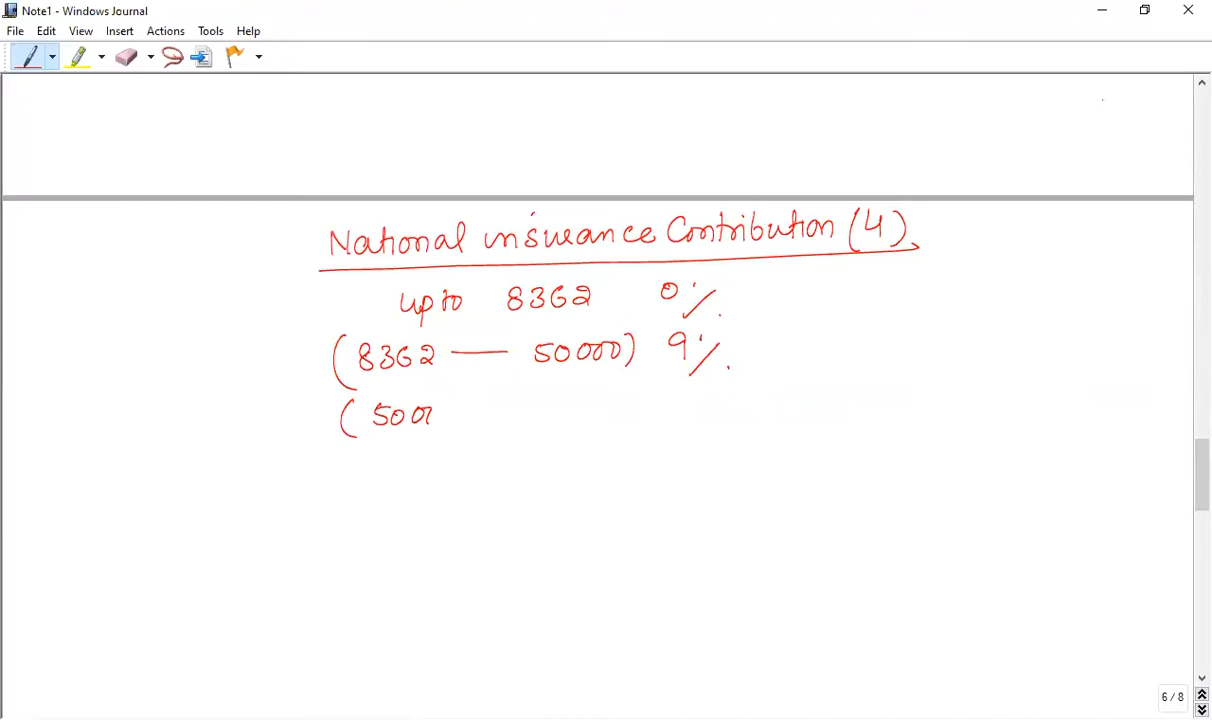 Note1 - Windows Journal
File Edit View Insert Actions Tools Help
National insurance Contribution (4).
upto 8362 0%.
(8362 — 50000) 9%.
(500
6 / 8